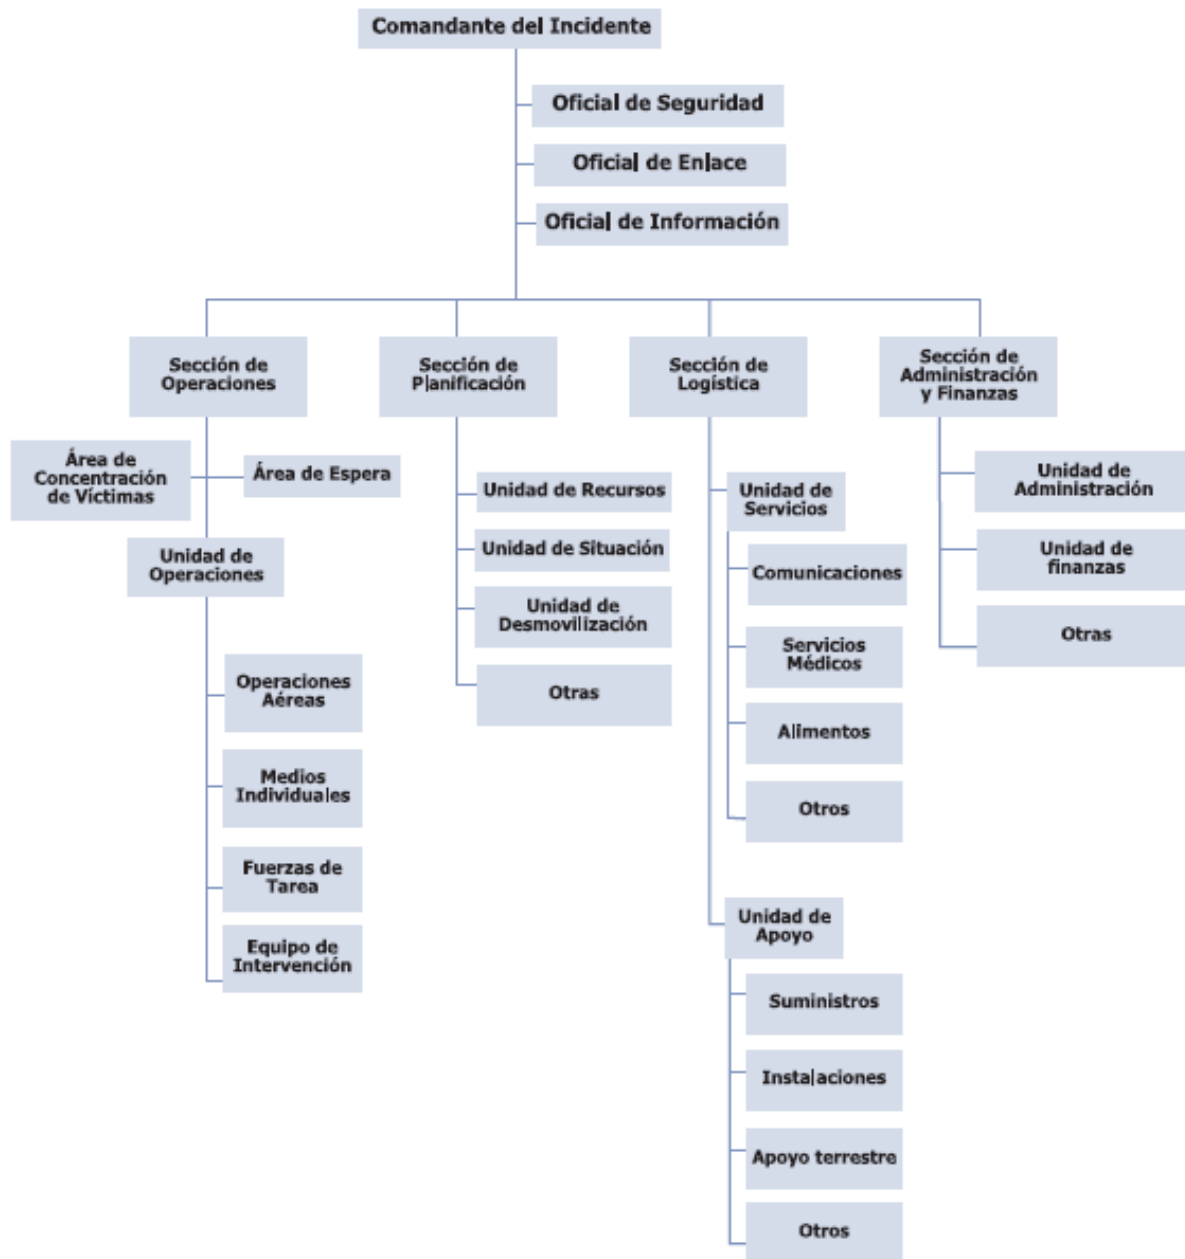 Comandante del Incidente
Oficial de Seguridad
Oficial de Enlace
Oficial de Información
Sección de
Operaciones
Área de
Concentración
de Víctimas
Área de Espera
Unidad de
Operaciones
Operaciones
Aéreas
Medios
Individuales
Fuerzas de
Tarea
Equipo de
Intervención
Sección de
Planificación
Unidad de Recursos
Unidad de Situación
Unidad de
Desmovilización
Otras
Sección de
Logística
Unidad de
Servicios
Comunicaciones
Servicios
Médicos
Alimentos
Otros
Unidad de
Apoyo
Suministros
Instalaciones
Apoyo terrestre
Otros
Sección de
Administración
y Finanzas
Unidad de
Administración
Unidad de
finanzas
Otras